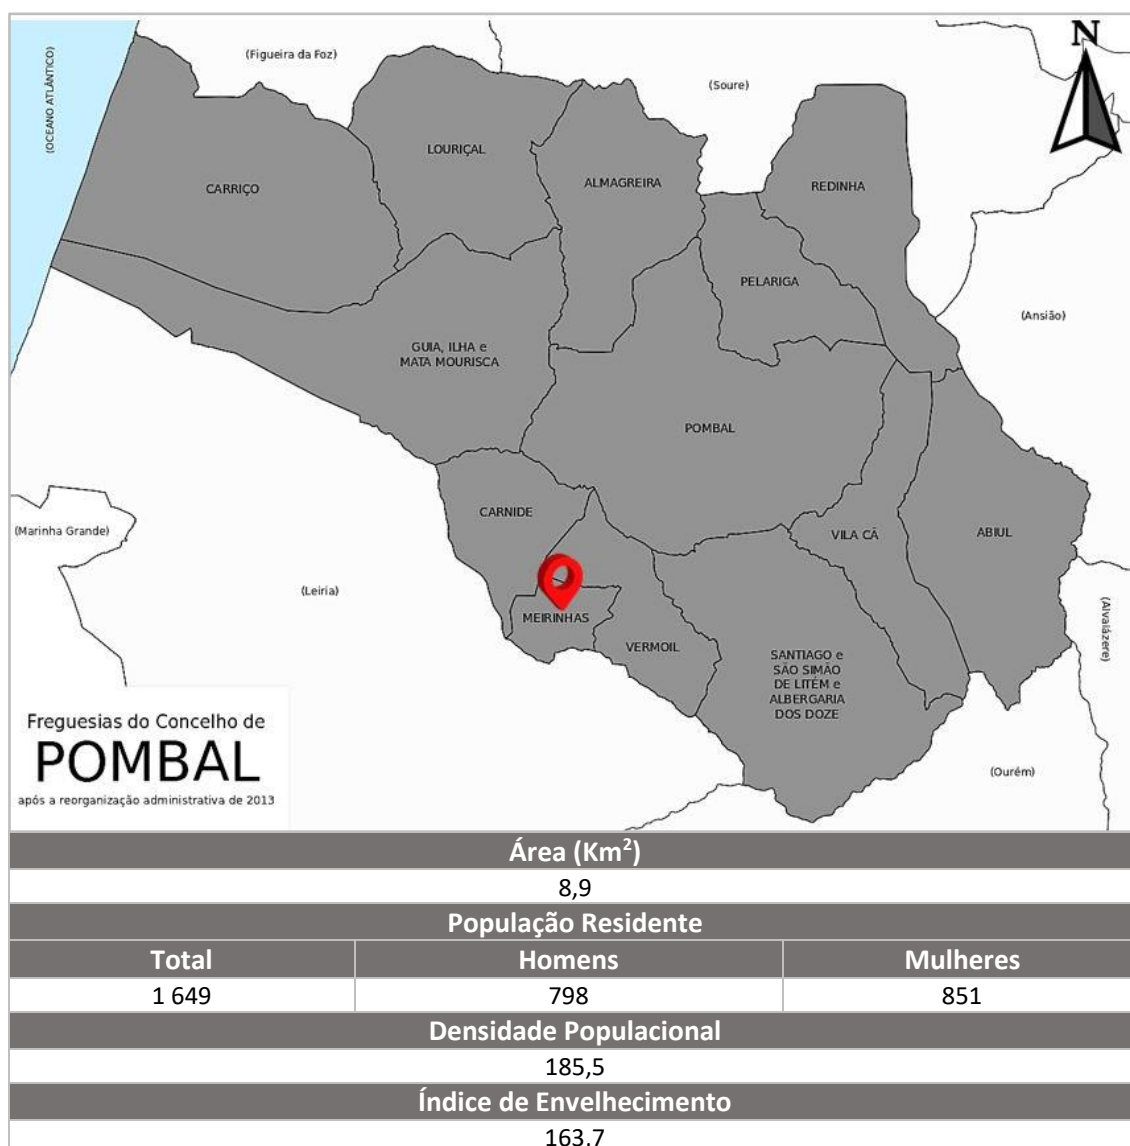 (OCEANO ATLÂNTICO)
(Figueira da Foz)
(Soure)
N
LOURIÇAL
CARRIÇO
ALMAGREIRA
REDINHA
PELARIGA
(Ansião)
GUIA, ILHA e
MATA MOURISCA
POMBAL
CARNIDE
(Marinha Grande)
VILA CÃ
ABIUL
(Leiria)
MEIRINHAS
(Alvaiázere)
VERMOIL
SANTIAGO e
SÃO SIMÃO
DE LITÉM e
ALBERGARIA
DOS DOZE
(Ourém)
Freguesias do Concelho de
POMBAL
após a reorganização administrativa de 2013
Área (Km²)
8,9
População Residente
Total Homens Mulheres
1 649 798 851
Densidade Populacional
185,5
Índice de Envelhecimento
163,7